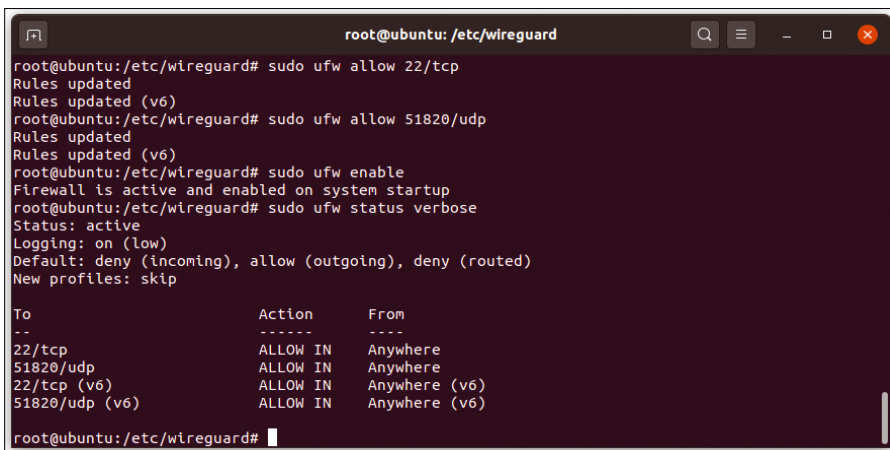 root@ubuntu: /etc/wireguard
root@ubuntu:/etc/wireguard# sudo ufw allow 22/tcp
Rules updated
Rules updated (v6)
root@ubuntu:/etc/wireguard# sudo ufw allow 51820/udp
Rules updated
Rules updated (v6)
root@ubuntu:/etc/wireguard# sudo ufw enable
Firewall is active and enabled on system startup
root@ubuntu:/etc/wireguard# sudo ufw status verbose
Status: active
Logging: on (low)
Default: deny (incoming), allow (outgoing), deny (routed)
New profiles: skip
To                         Action      From
--                         ------      ----
22/tcp                     ALLOW IN    Anywhere
51820/udp                  ALLOW IN    Anywhere
22/tcp (v6)                ALLOW IN    Anywhere (v6)
51820/udp (v6)             ALLOW IN    Anywhere (v6)
root@ubuntu:/etc/wireguard#